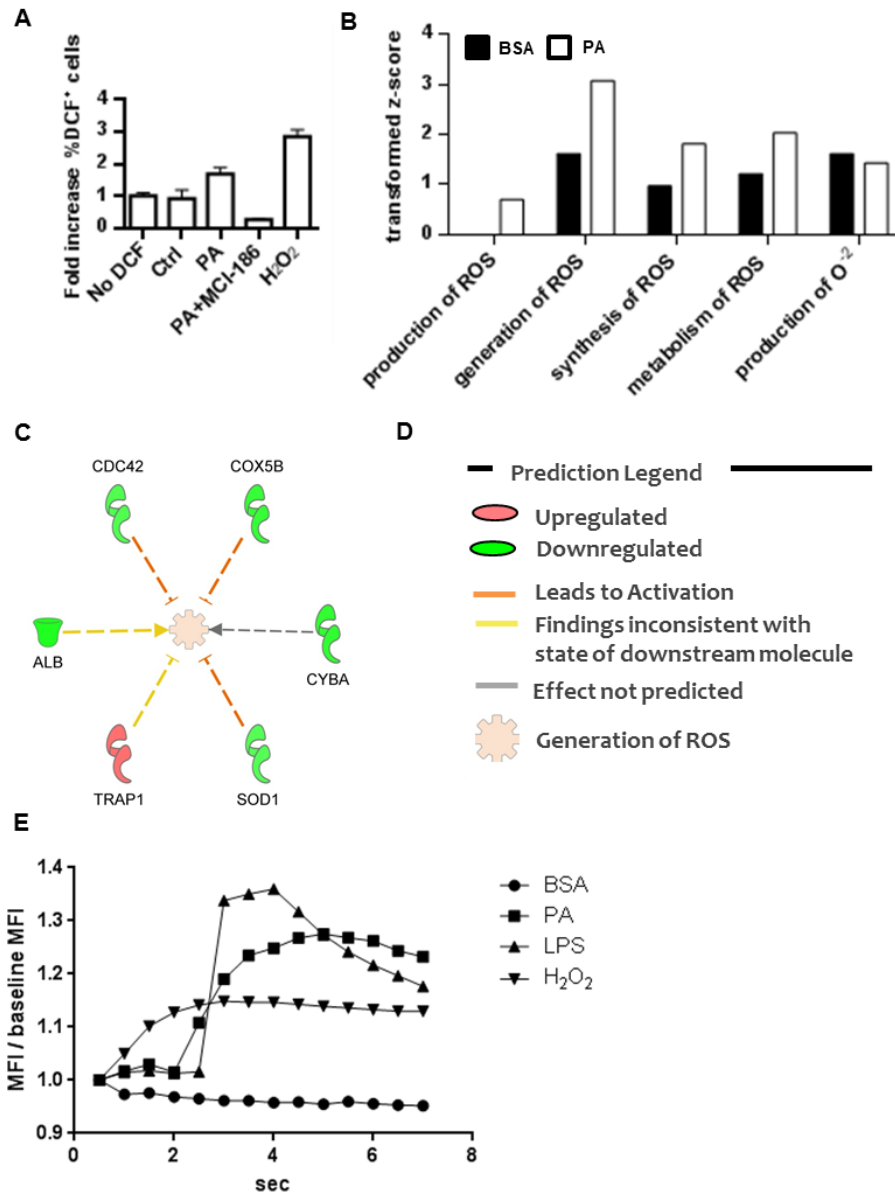 A
Fold increase %DCF⁺ cells
4
3
2
1
0
No DCF
Ctrl
PA
PA+MCI-186
H₂O₂
B
BSA PA
transformed z-score
4
3
2
1
0
production of ROS
generation of ROS
synthesis of ROS
metabolism of ROS
production of O⁻²
C
CDC42 COX5B
ALB
CYBA
TRAP1 SOD1
D
Prediction Legend
Upregulated
Downregulated
Leads to Activation
Findings inconsistent with
state of downstream molecule
Effect not predicted
Generation of ROS
E
MFI / baseline MFI
1.4
1.3
1.2
1.1
1.0
0.9
0 2 4 6 8
sec
BSA
PA
LPS
H₂O₂